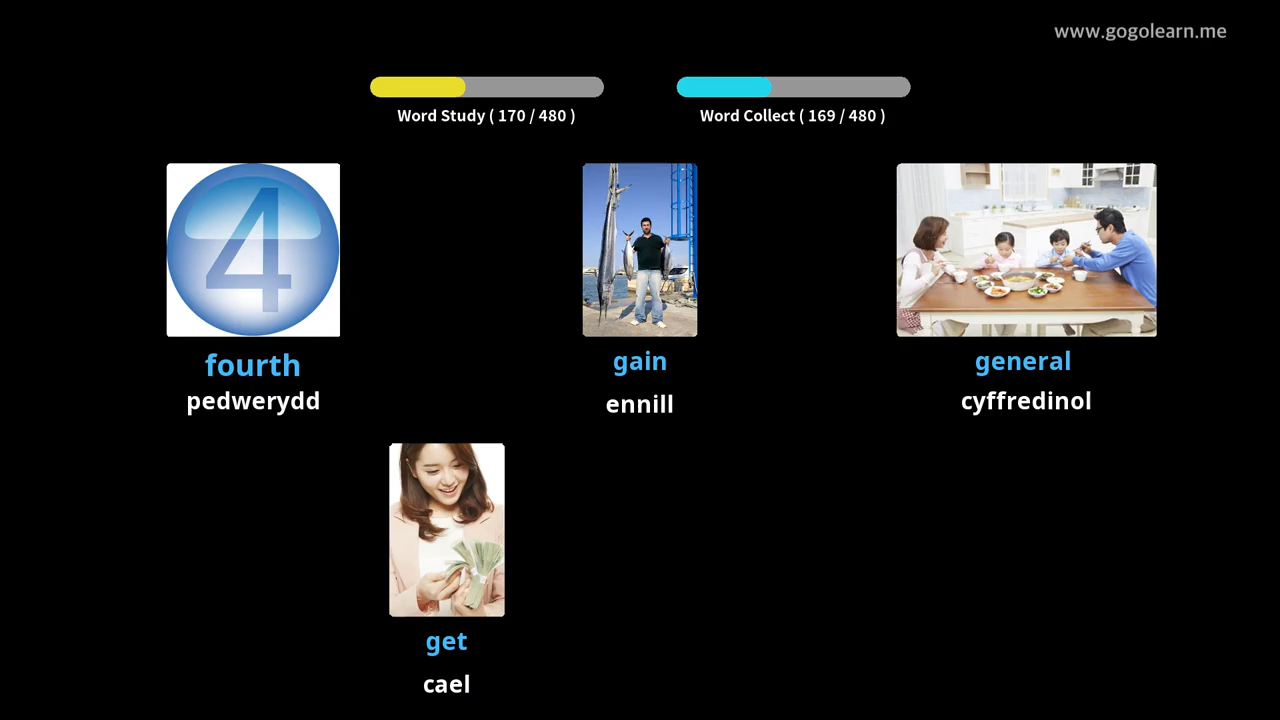 www.gogolearn.me
Word Study ( 170 / 480 )
Word Collect ( 169 / 480 )
4
fourth
pedwerydd
gain
ennill
general
cyffredinol
get
cael